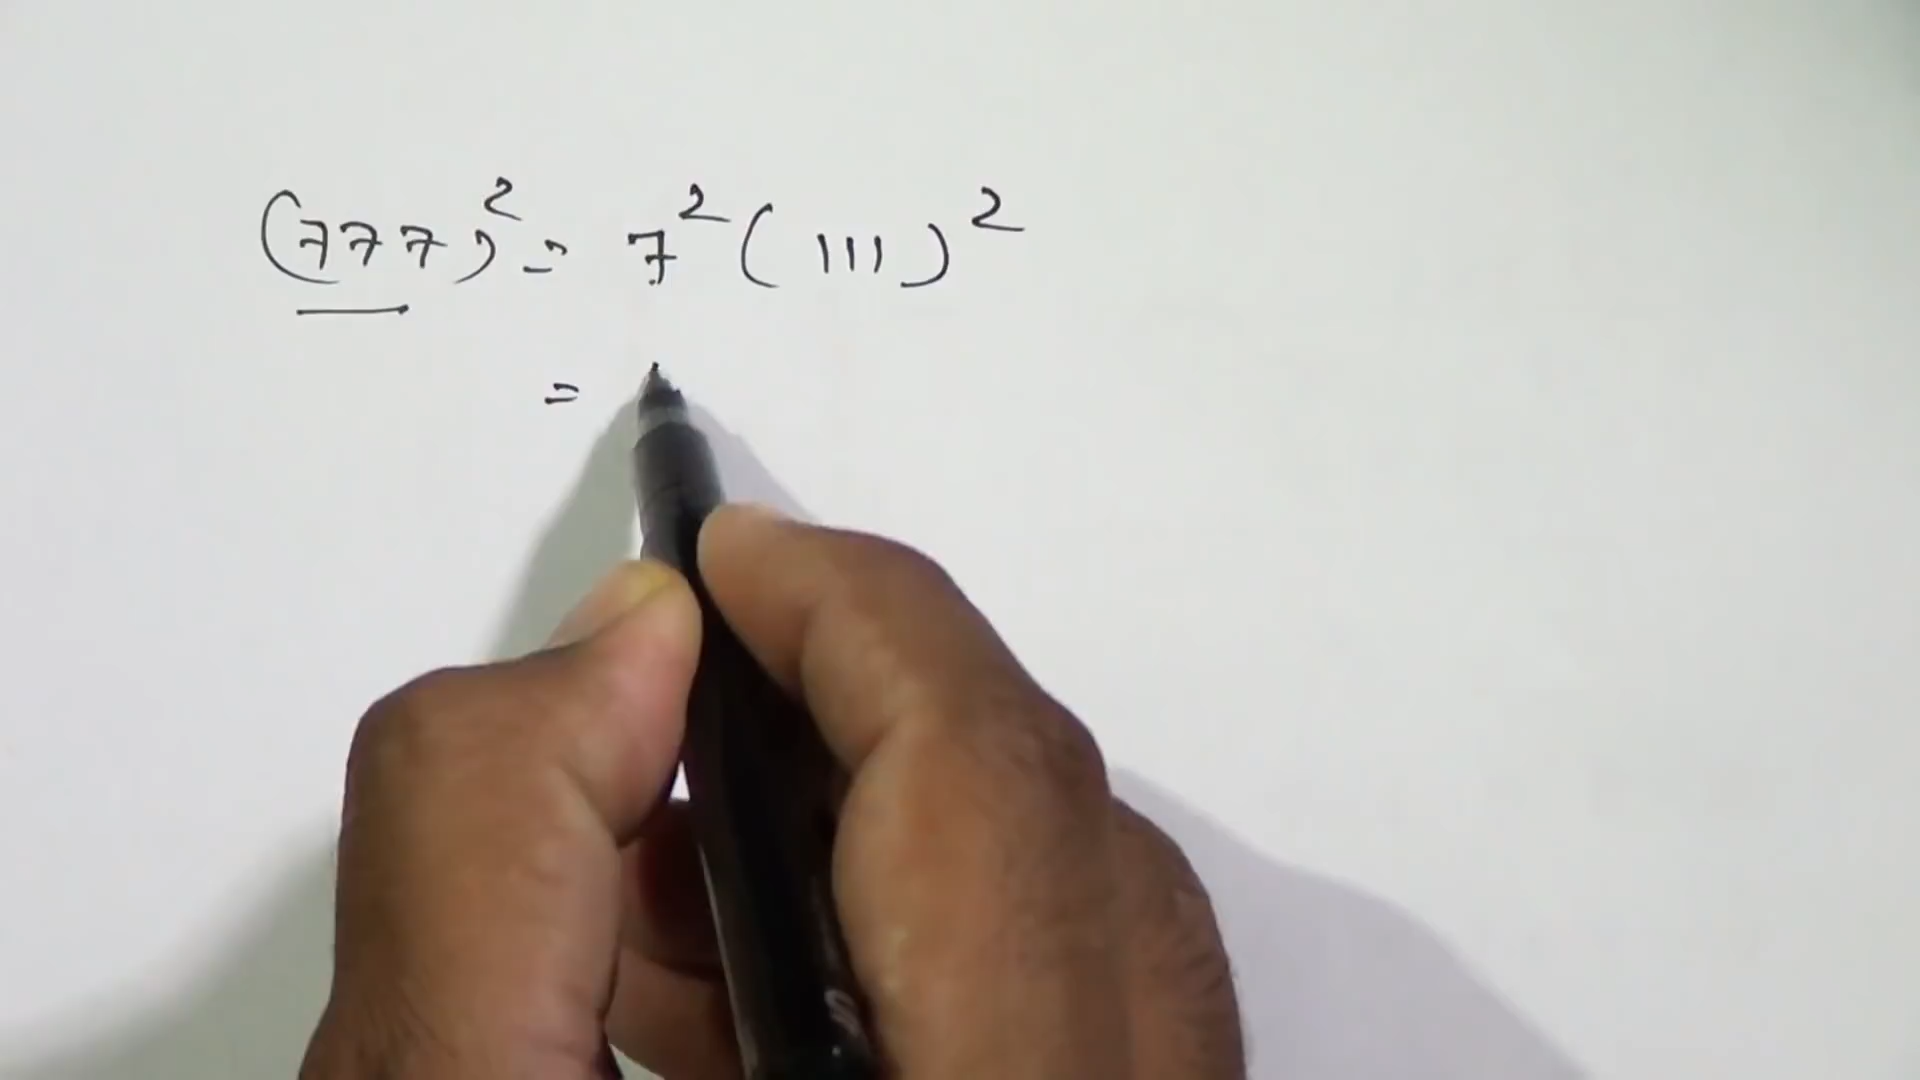 (777)² = 7² (111)²
=